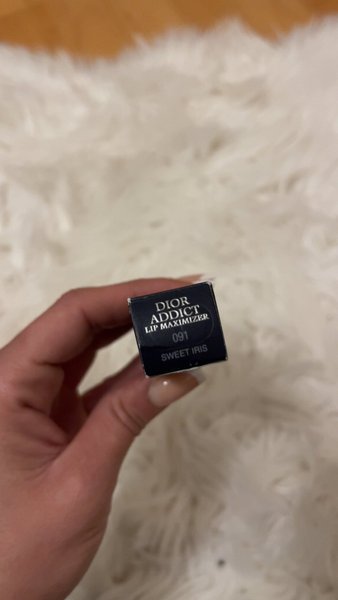 DIOR
ADDICT
LIP MAXIMIZER
091
SWEET IRIS